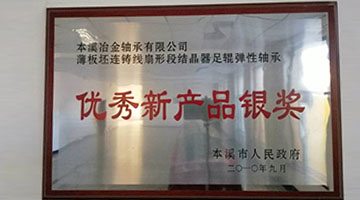 本溪冶金轴承有限公司
薄板坯连铸线扇形段结晶器足辊弹性轴承
优秀新产品银奖
本溪市人民政府
二〇一〇年九月